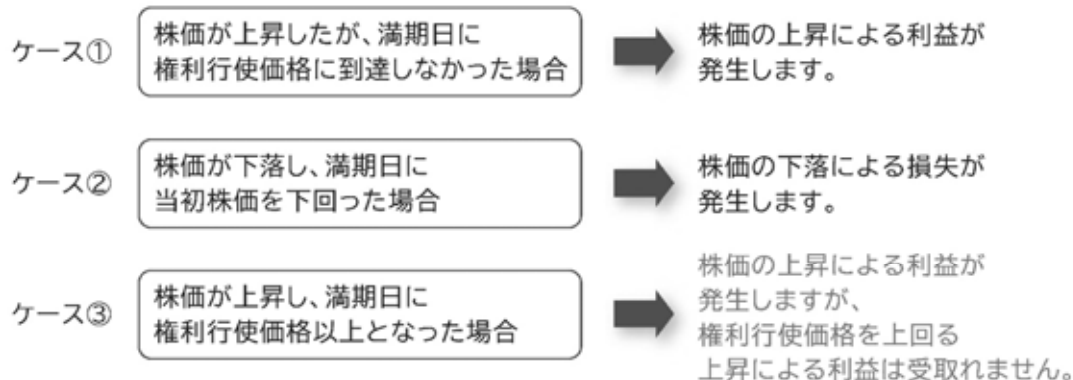 ケース①
株価が上昇したが、満期日に
権利行使価格に到達しなかった場合
株価の上昇による利益が
発生します。
ケース②
株価が下落し、満期日に
当初株価を下回った場合
株価の下落による損失が
発生します。
ケース③
株価が上昇し、満期日に
権利行使価格以上となった場合
株価の上昇による利益が
発生しますが、
権利行使価格を上回る
上昇による利益は受取れません。